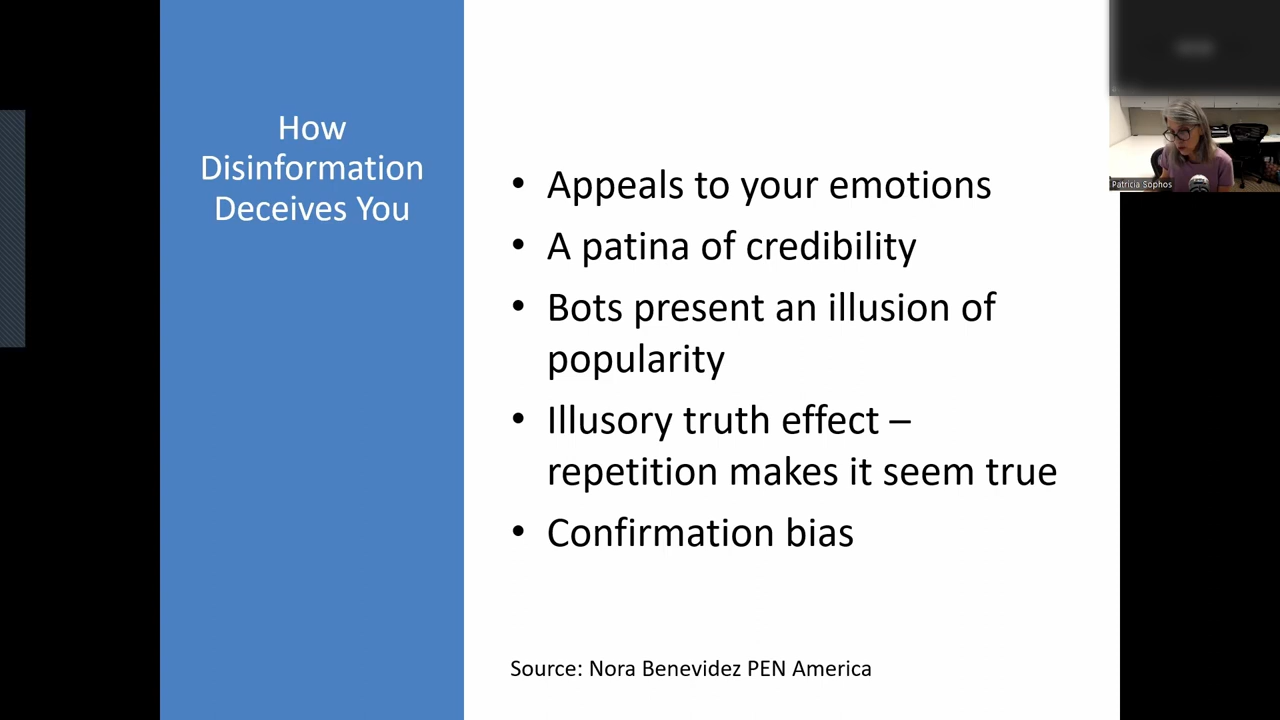 How
Disinformation
Deceives You
• Appeals to your emotions
• A patina of credibility
• Bots present an illusion of
popularity
• Illusory truth effect –
repetition makes it seem true
• Confirmation bias
Source: Nora Benevidez PEN America
Patricia Sophos